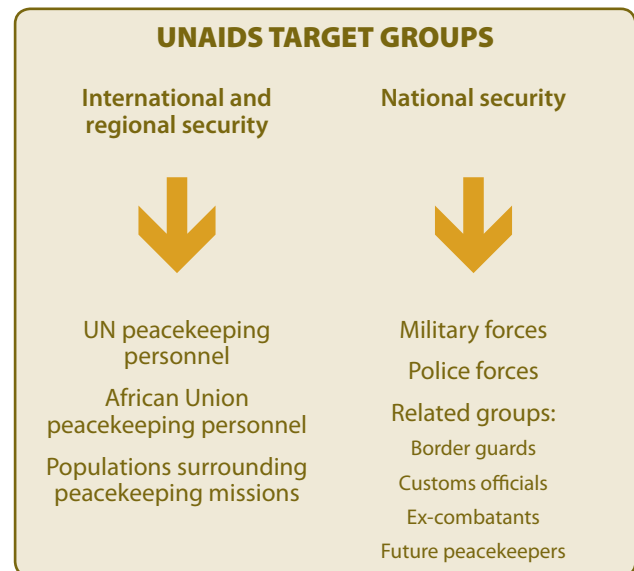 UNAIDS TARGET GROUPS
International and
regional security
UN peacekeeping
personnel
African Union
peacekeeping personnel
Populations surrounding
peacekeeping missions
National security
Military forces
Police forces
Related groups:
Border guards
Customs officials
Ex-combatants
Future peacekeepers